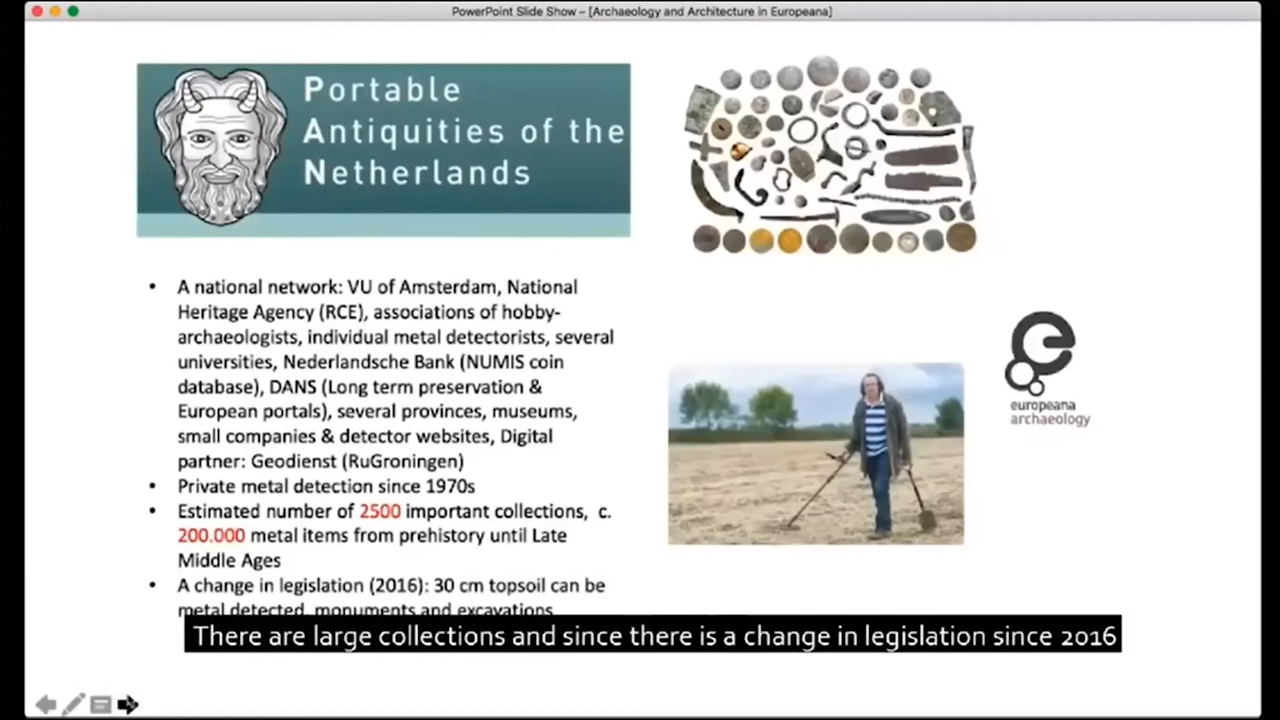 PowerPoint Slide Show – [Archaeology and Architecture in Europeana]
Portable
Antiquities of the
Netherlands
• A national network: VU of Amsterdam, National
Heritage Agency (RCE), associations of hobby-
archaeologists, individual metal detectorists, several
universities, Nederlandsche Bank (NUMIS coin
database), DANS (Long term preservation &
European portals), several provinces, museums,
small companies & detector websites, Digital
partner: Geodienst (RuGroningen)
• Private metal detection since 1970s
• Estimated number of 2500 important collections, c.
200.000 metal items from prehistory until Late
Middle Ages
• A change in legislation (2016): 30 cm topsoil can be
metal detected, monuments and excavations
europeana
archaeology
There are large collections and since there is a change in legislation since 2016